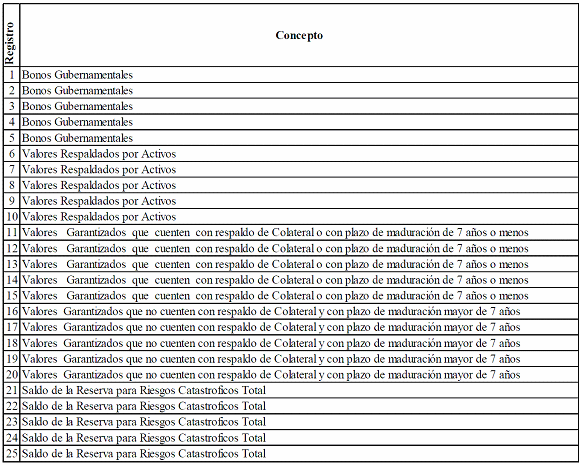 Registro Concepto
1 Bonos Gubernamentales
2 Bonos Gubernamentales
3 Bonos Gubernamentales
4 Bonos Gubernamentales
5 Bonos Gubernamentales
6 Valores Respaldados por Activos
7 Valores Respaldados por Activos
8 Valores Respaldados por Activos
9 Valores Respaldados por Activos
10 Valores Respaldados por Activos
11 Valores Garantizados que cuenten con respaldo de Colateral o con plazo de maduración de 7 años o menos
12 Valores Garantizados que cuenten con respaldo de Colateral o con plazo de maduración de 7 años o menos
13 Valores Garantizados que cuenten con respaldo de Colateral o con plazo de maduración de 7 años o menos
14 Valores Garantizados que cuenten con respaldo de Colateral o con plazo de maduración de 7 años o menos
15 Valores Garantizados que cuenten con respaldo de Colateral o con plazo de maduración de 7 años o menos
16 Valores Garantizados que no cuenten con respaldo de Colateral y con plazo de maduración mayor de 7 años
17 Valores Garantizados que no cuenten con respaldo de Colateral y con plazo de maduración mayor de 7 años
18 Valores Garantizados que no cuenten con respaldo de Colateral y con plazo de maduración mayor de 7 años
19 Valores Garantizados que no cuenten con respaldo de Colateral y con plazo de maduración mayor de 7 años
20 Valores Garantizados que no cuenten con respaldo de Colateral y con plazo de maduración mayor de 7 años
21 Saldo de la Reserva para Riesgos Catastroficos Total
22 Saldo de la Reserva para Riesgos Catastroficos Total
23 Saldo de la Reserva para Riesgos Catastroficos Total
24 Saldo de la Reserva para Riesgos Catastroficos Total
25 Saldo de la Reserva para Riesgos Catastroficos Total